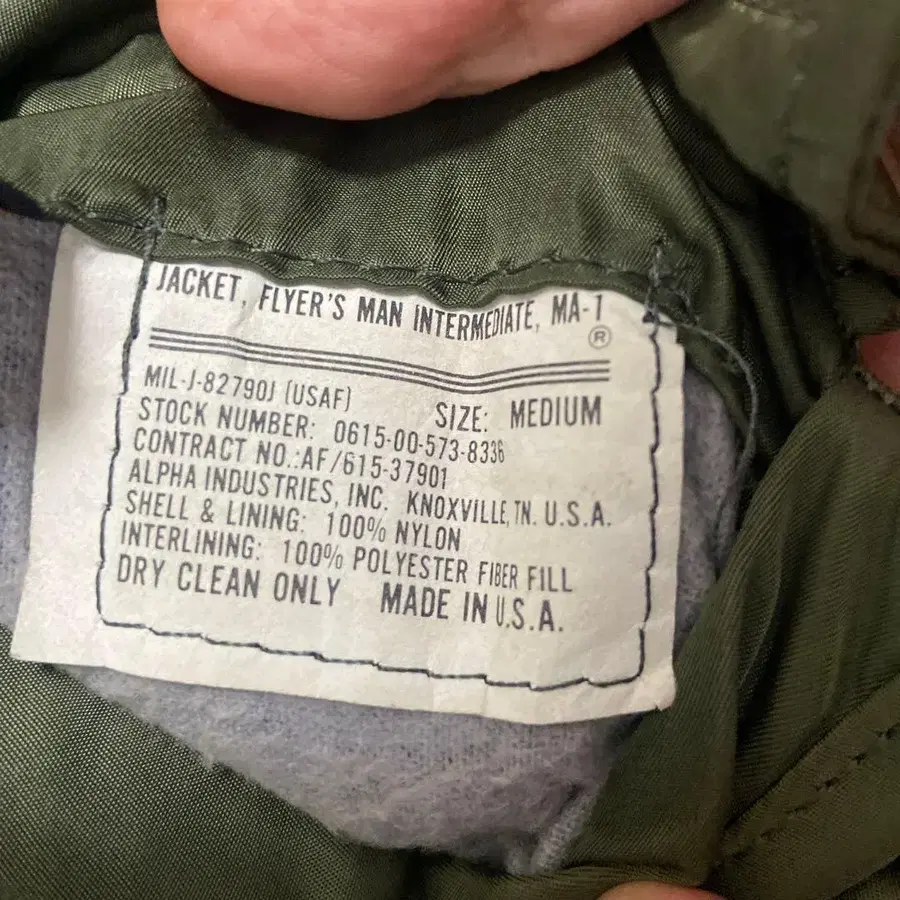 JACKET, FLYER'S MAN INTERMEDIATE, MA-1
®
MIL-J-82790J (USAF) SIZE: MEDIUM
STOCK NUMBER: 0615-00-573-8336
CONTRACT NO.:AF/615-37901
ALPHA INDUSTRIES, INC. KNOXVILLE, TN. U.S.A.
SHELL & LINING: 100% NYLON
INTERLINING: 100% POLYESTER FIBER FILL
DRY CLEAN ONLY MADE IN U.S.A.